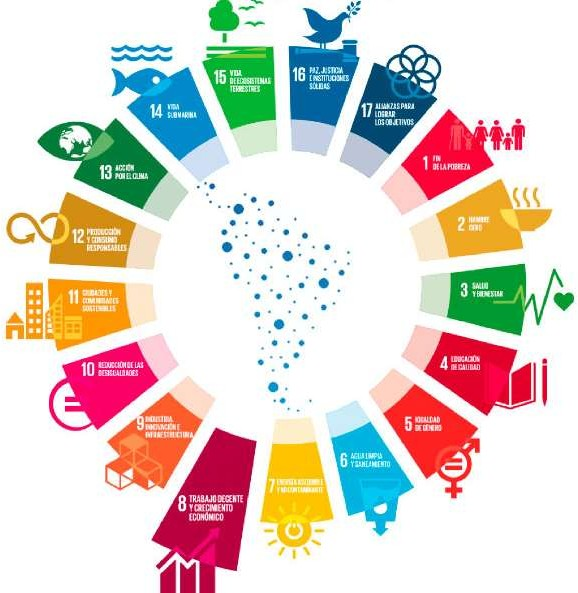 1 FIN
DE LA POBREZA
2 HAMBRE
CERO
3 SALUD
Y BIENESTAR
4 EDUCACIÓN
DE CALIDAD
5 IGUALDAD
DE GÉNERO
6 AGUA LIMPIA
Y SANEAMIENTO
7 ENERGÍA ASEQUIBLE
Y NO CONTAMINANTE
8 TRABAJO DECENTE
Y CRECIMIENTO
ECONÓMICO
9 INDUSTRIA,
INNOVACIÓN E
INFRAESTRUCTURA
10 REDUCCIÓN DE LAS
DESIGUALDADES
11 CIUDADES Y
COMUNIDADES
SOSTENIBLES
12 PRODUCCIÓN
Y CONSUMO
RESPONSABLES
13 ACCIÓN
POR EL CLIMA
14 VIDA
SUBMARINA
15 VIDA
DE ECOSISTEMAS
TERRESTRES
16 PAZ, JUSTICIA
E INSTITUCIONES
SÓLIDAS
17 ALIANZAS PARA
LOGRAR
LOS OBJETIVOS